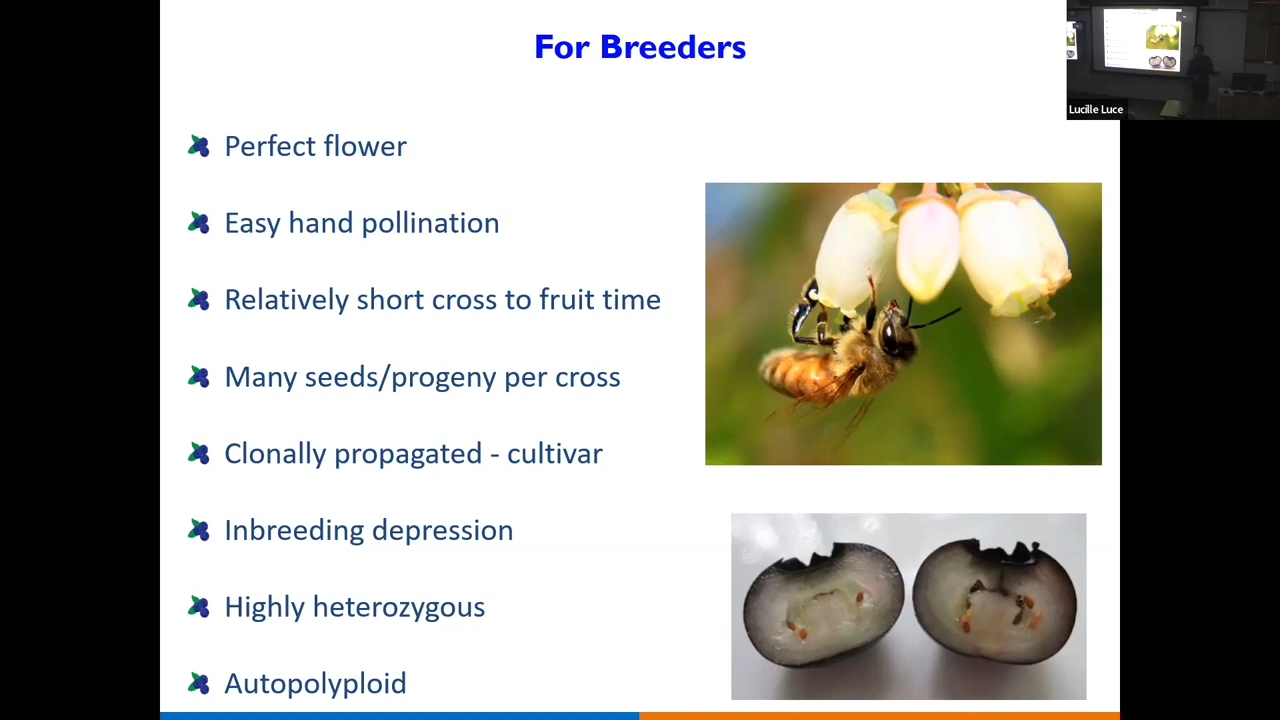 For Breeders
Lucille Luce
Perfect flower
Easy hand pollination
Relatively short cross to fruit time
Many seeds/progeny per cross
Clonally propagated - cultivar
Inbreeding depression
Highly heterozygous
Autopolyploid